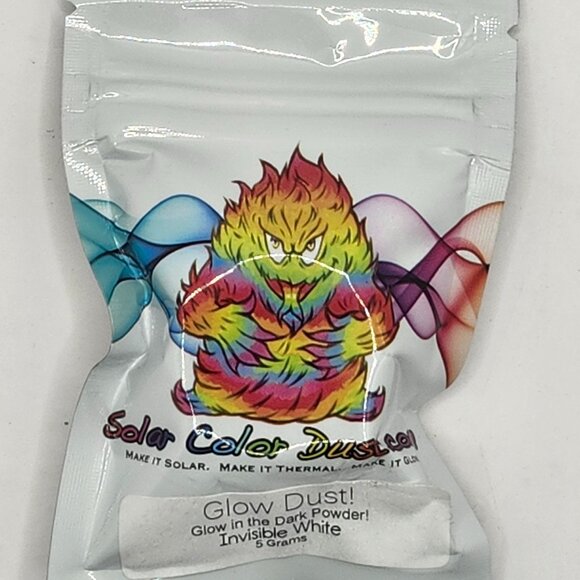 Solar Color Dust.com
Make it Solar. Make it Thermal. Make it Glow
Glow Dust!
Glow in the Dark Powder!
Invisible White
5 Grams